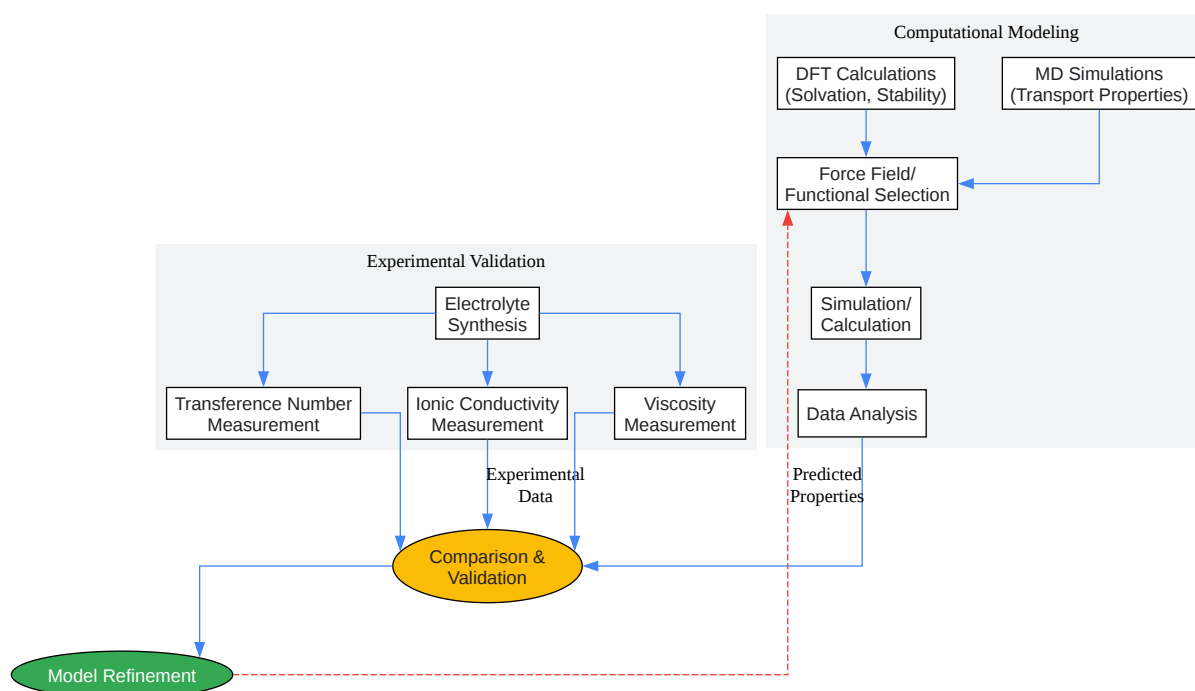 Computational Modeling
DFT Calculations
(Solvation, Stability)
MD Simulations
(Transport Properties)
Force Field/
Functional Selection
Experimental Validation
Electrolyte
Synthesis
Simulation/
Calculation
Transference Number
Measurement
Ionic Conductivity
Measurement
Viscosity
Measurement
Data Analysis
Experimental
Data
Predicted
Properties
Comparison &
Validation
Model Refinement